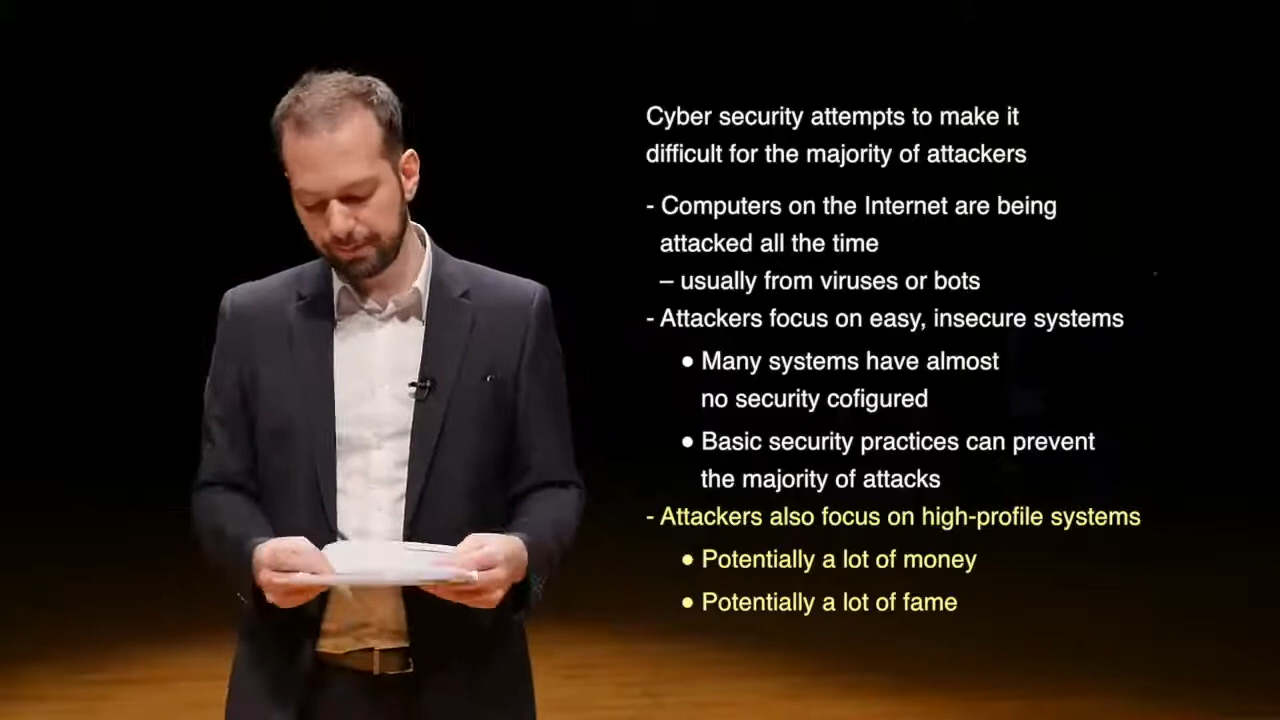 Cyber security attempts to make it
difficult for the majority of attackers
- Computers on the Internet are being
attacked all the time
– usually from viruses or bots
- Attackers focus on easy, insecure systems
● Many systems have almost
no security cofigured
● Basic security practices can prevent
the majority of attacks
- Attackers also focus on high-profile systems
● Potentially a lot of money
● Potentially a lot of fame